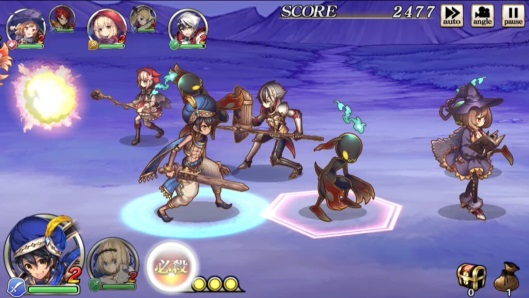 SCORE 2477
auto angle pause
2 2 必殺
0 1